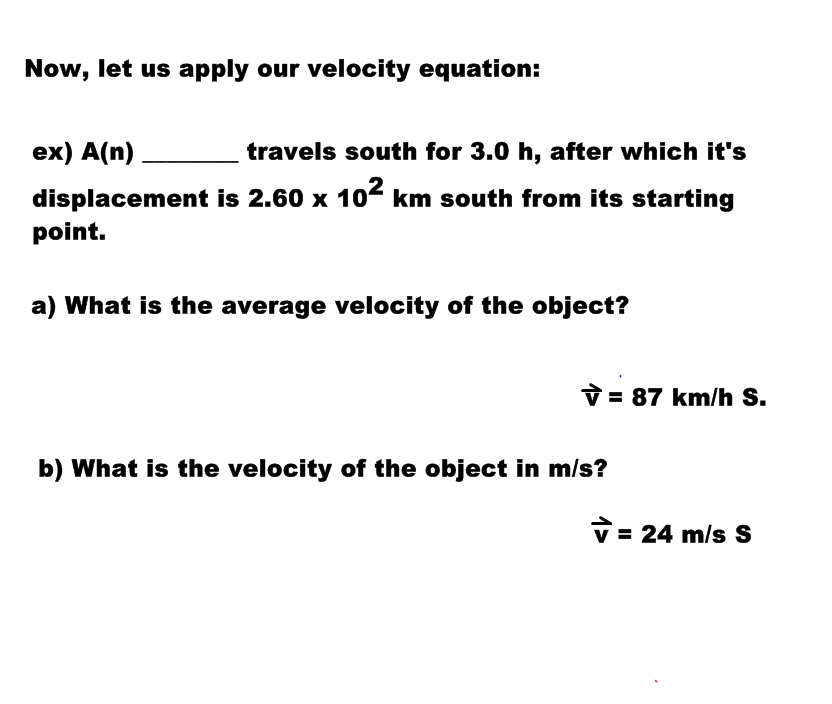 Now, let us apply our velocity equation:
ex) A(n) ________ travels south for 3.0 h, after which it's
displacement is 2.60 x 10² km south from its starting
point.
a) What is the average velocity of the object?
v⃗ = 87 km/h S.
b) What is the velocity of the object in m/s?
v⃗ = 24 m/s S